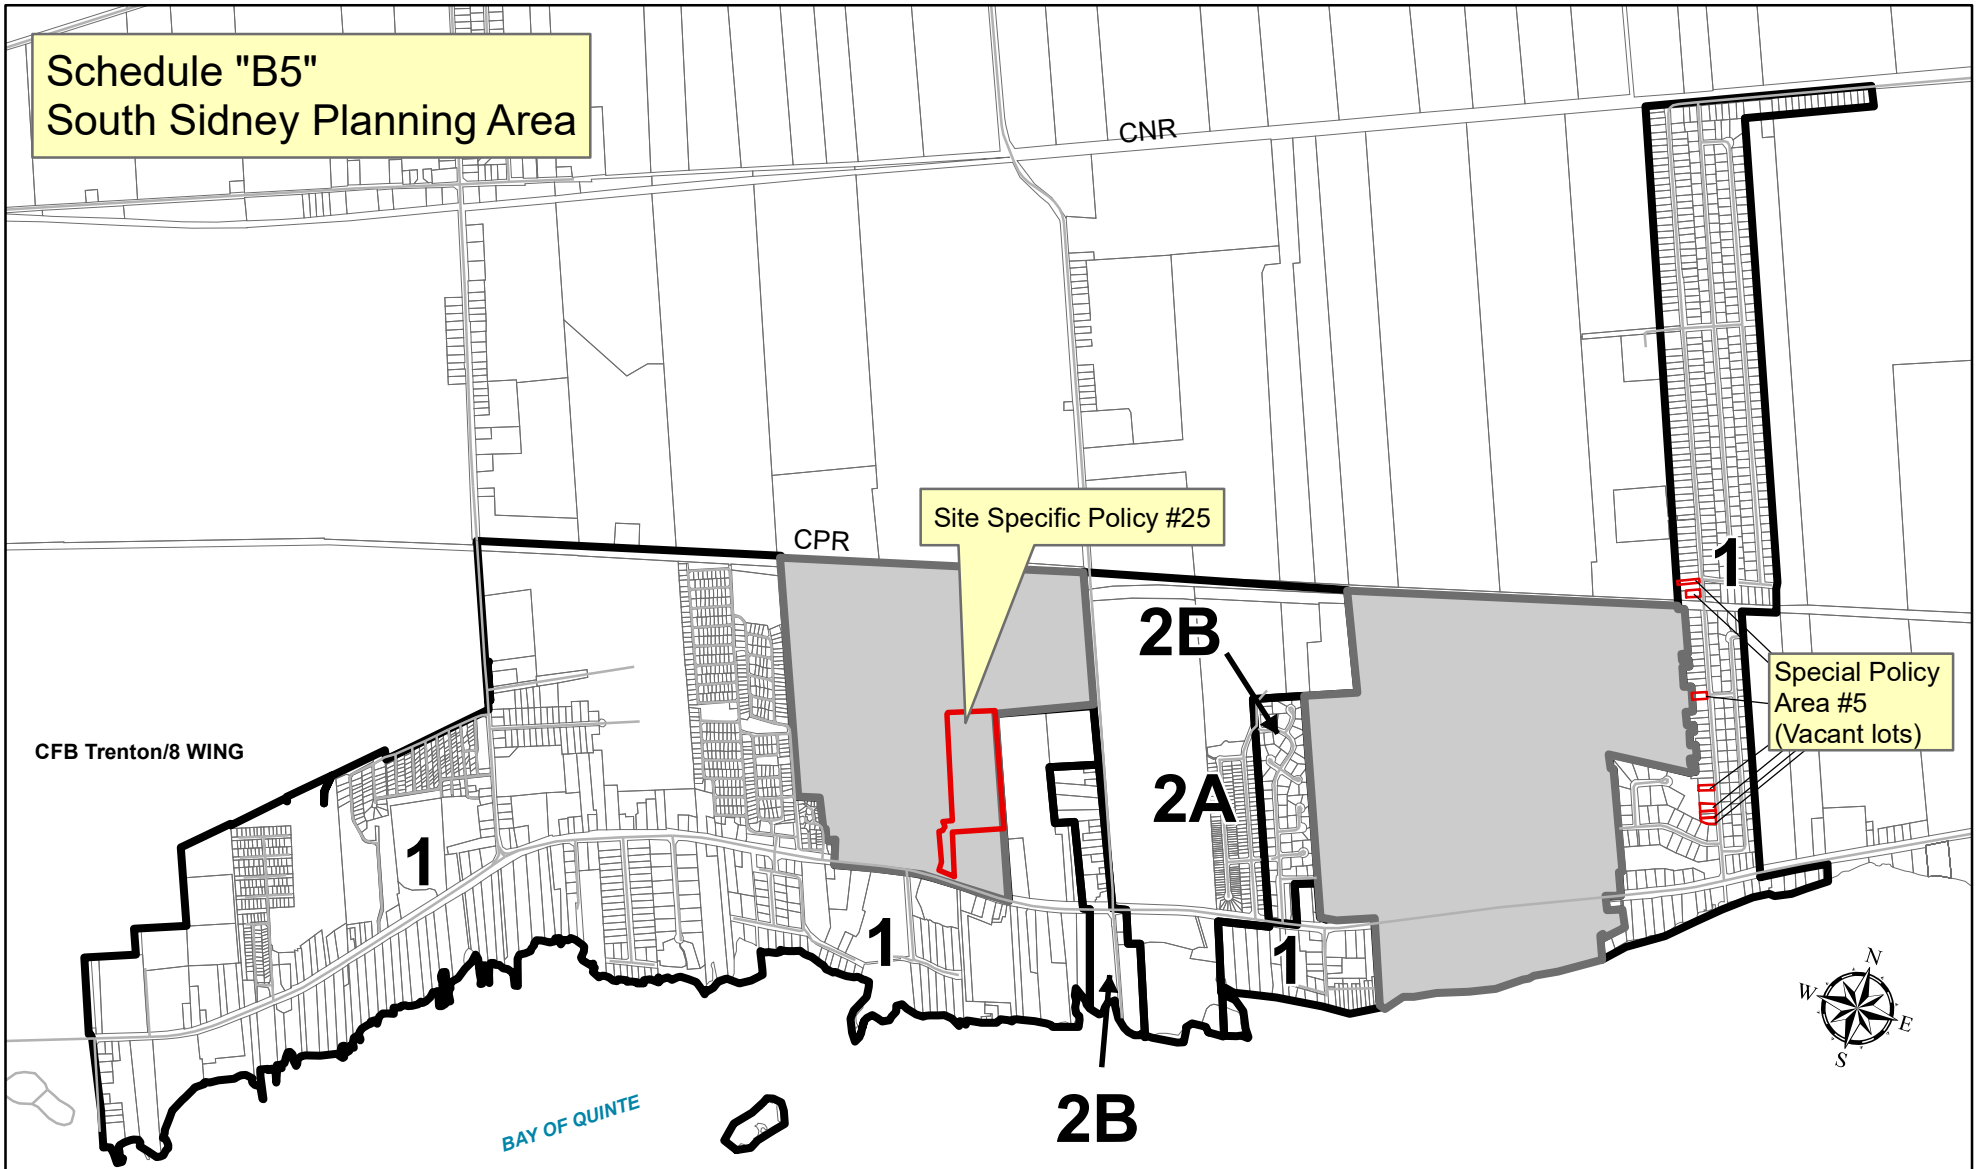 Schedule "B5"
South Sidney Planning Area
CNR
CPR
Site Specific Policy #25
1
2B
Special Policy
Area #5
(Vacant lots)
CFB Trenton/8 WING
2A
1
1
1
N
W
E
S
BAY OF QUINTE
2B